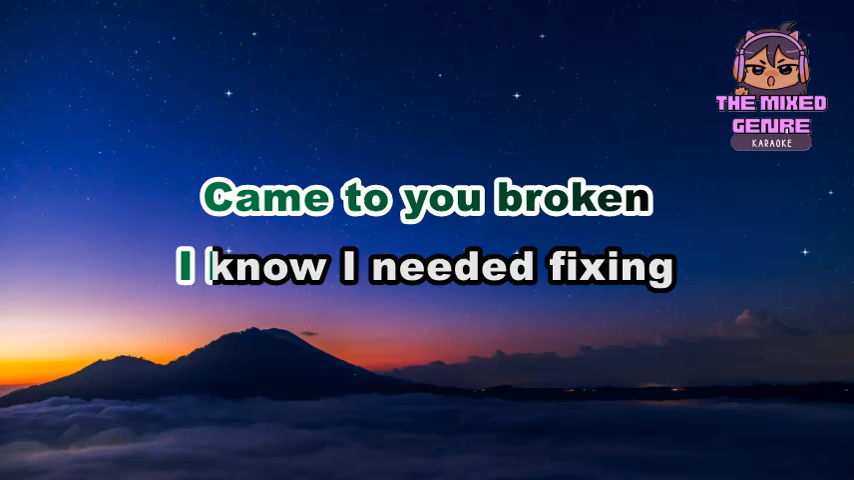 THE MIXED
GENRE
KARAOKE
Came to you broken
I know I needed fixing